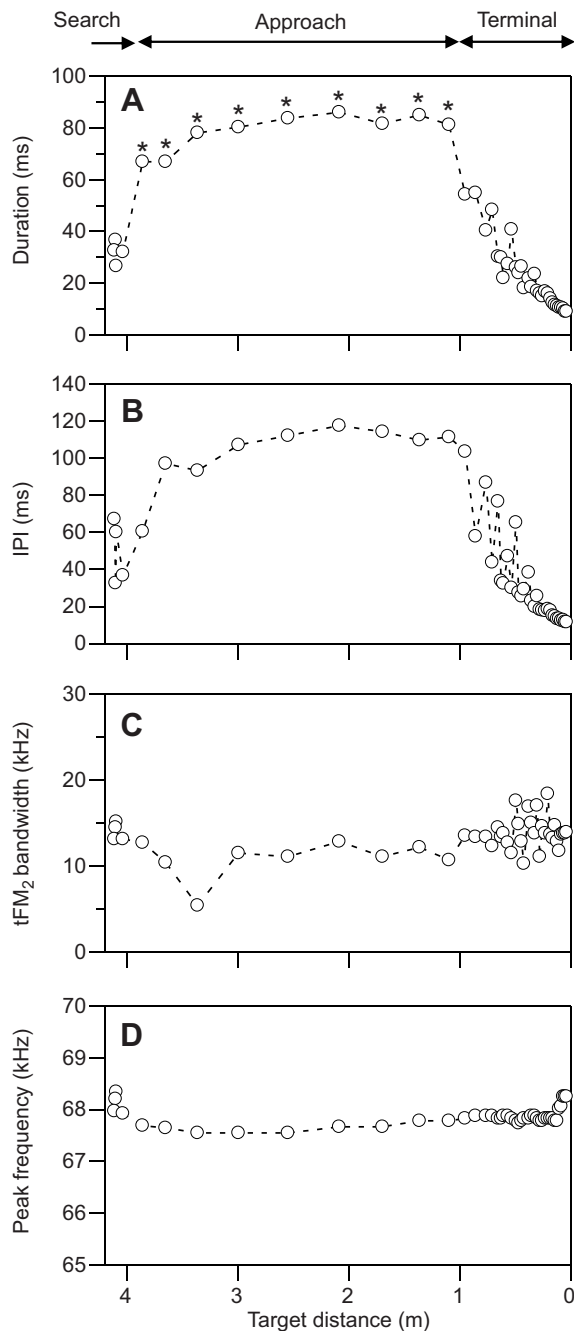 Search Approach Terminal
A
* * * * * * * * *
Duration (ms)
100
80
60
40
20
0
B
IPI (ms)
140
120
100
80
60
40
20
0
C
tFM₂ bandwidth (kHz)
30
20
10
0
D
Peak frequency (kHz)
70
69
68
67
66
65
4 3 2 1 0
Target distance (m)